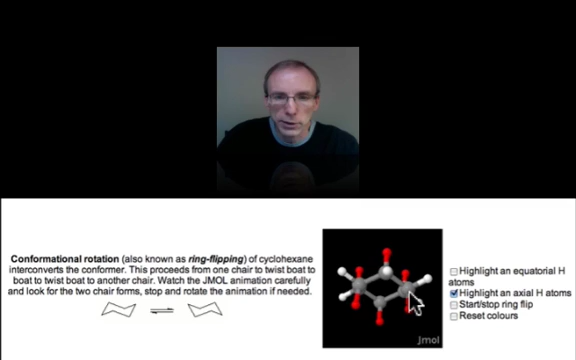 Conformational rotation (also known as ring-flipping) of cyclohexane
interconverts the conformer. This proceeds from one chair to twist boat to
boat to twist boat to another chair. Watch the JMOL animation carefully
and look for the two chair forms, stop and rotate the animation if needed.
Jmol
Highlight an equatorial H
atoms
Highlight an axial H atoms
Start/stop ring flip
Reset colours